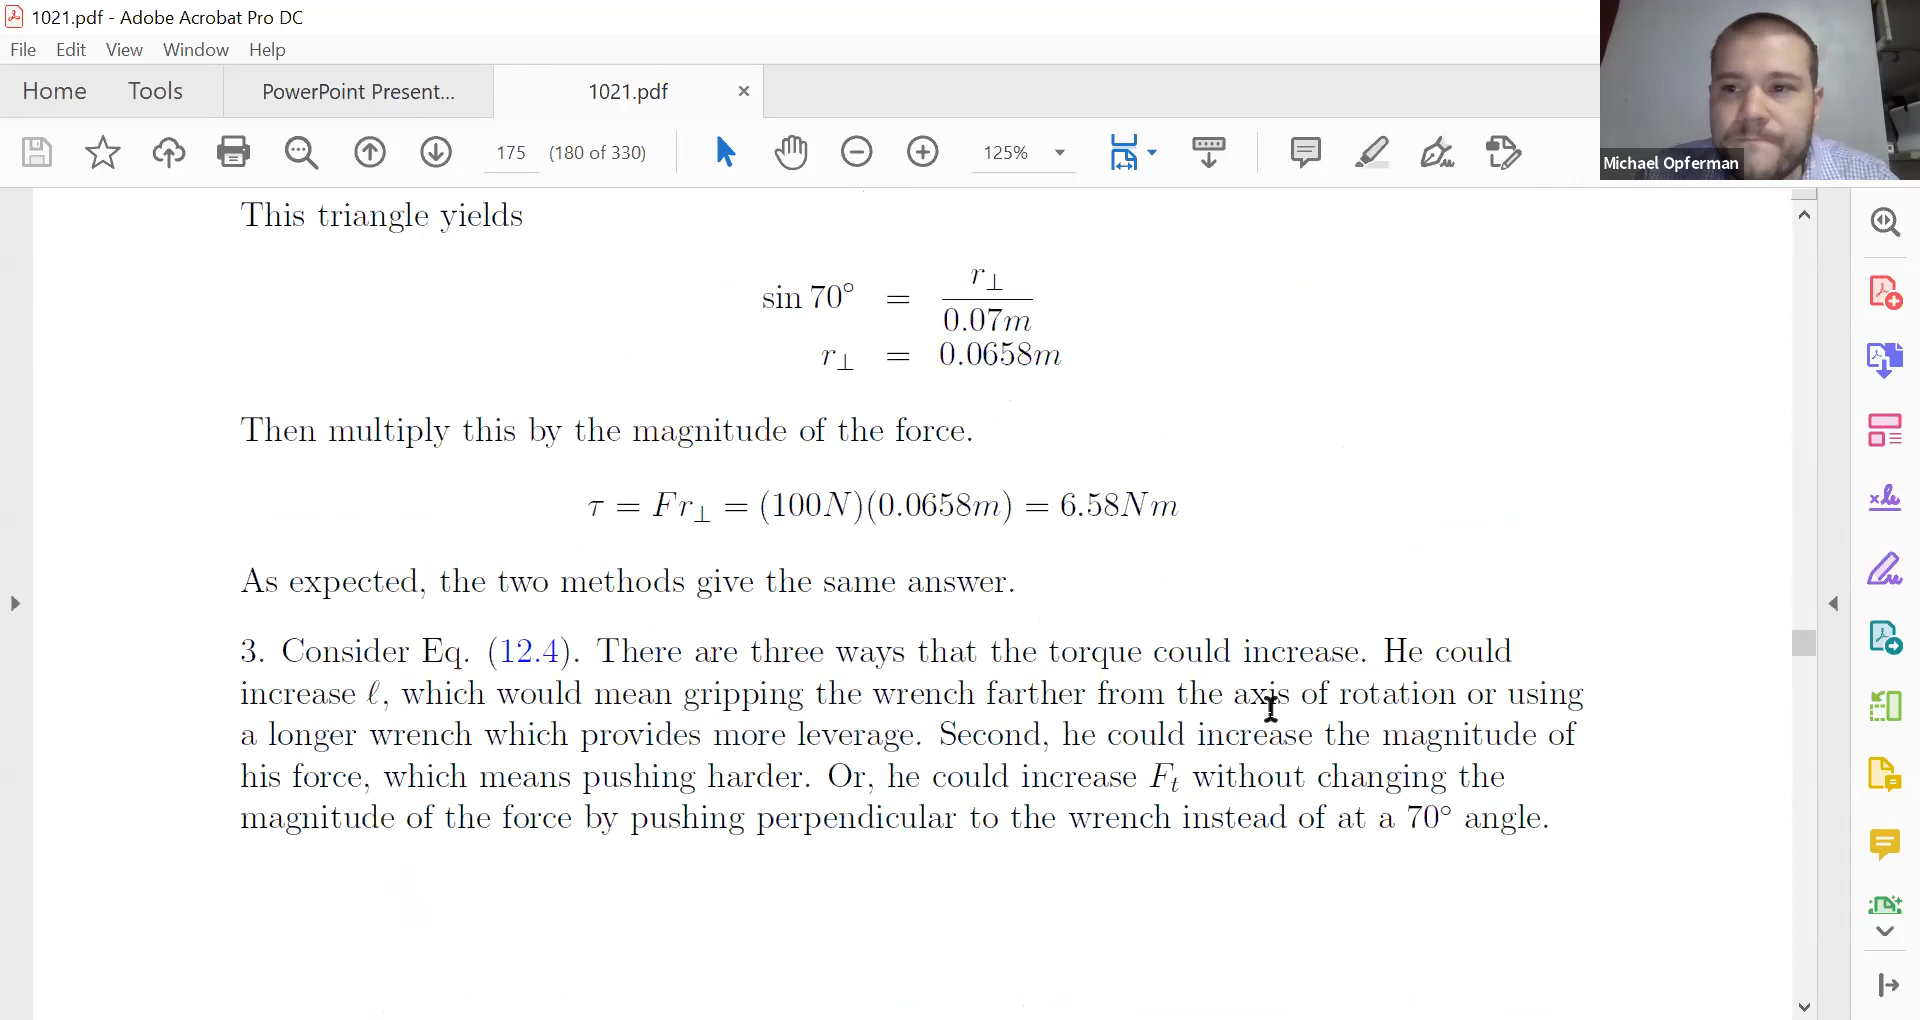 1021.pdf - Adobe Acrobat Pro DC
File Edit View Window Help
Home Tools PowerPoint Present... 1021.pdf ×
175 (180 of 330) 125%
Michael Opferman
This triangle yields
sin 70° = r⊥ / 0.07m
r⊥ = 0.0658m
Then multiply this by the magnitude of the force.
τ = Fr⊥ = (100N)(0.0658m) = 6.58Nm
As expected, the two methods give the same answer.
3. Consider Eq. (12.4). There are three ways that the torque could increase. He could
increase ℓ, which would mean gripping the wrench farther from the axis of rotation or using
a longer wrench which provides more leverage. Second, he could increase the magnitude of
his force, which means pushing harder. Or, he could increase Fₜ without changing the
magnitude of the force by pushing perpendicular to the wrench instead of at a 70° angle.